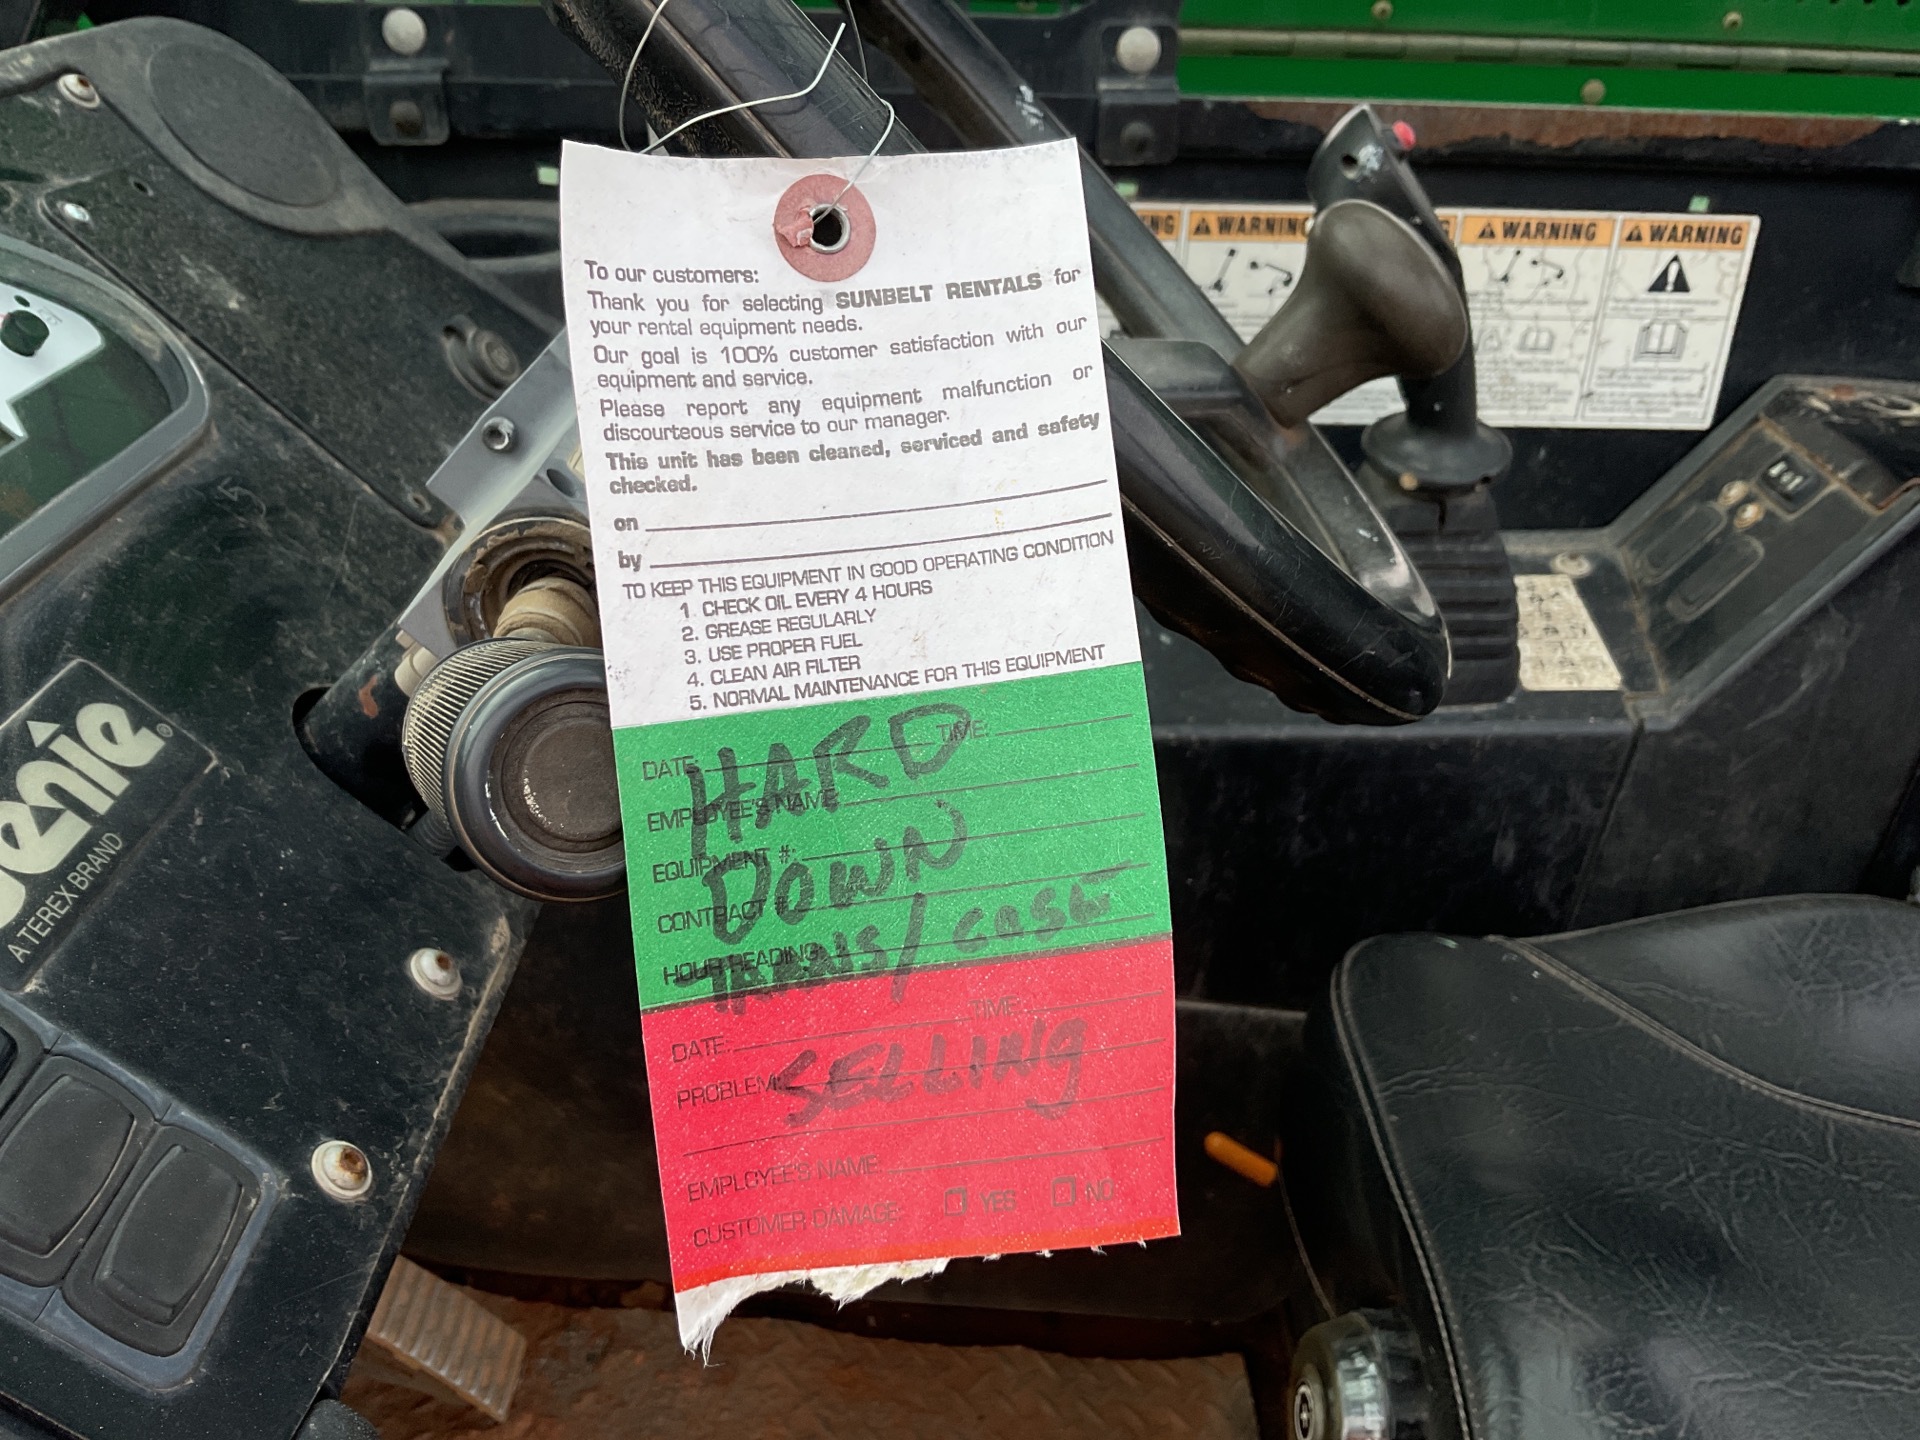 To our customers:
Thank you for selecting SUNBELT RENTALS for
your rental equipment needs.
Our goal is 100% customer satisfaction with our
equipment and service.
Please report any equipment malfunction or
discourteous service to our manager.
This unit has been cleaned, serviced and safety
checked.
on
by
TO KEEP THIS EQUIPMENT IN GOOD OPERATING CONDITION
1. CHECK OIL EVERY 4 HOURS
2. GREASE REGULARLY
3. USE PROPER FUEL
4. CLEAN AIR FILTER
5. NORMAL MAINTENANCE FOR THIS EQUIPMENT
DATE: TIME:
HARD
EMPLOYEE'S NAME:
EQUIPMENT #:
DOWN
CONTRACT
HOUR READING:
TRANS/ CASE
DATE: TIME:
PROBLEM:
SELLING
EMPLOYEE'S NAME:
CUSTOMER DAMAGE: YES NO
Genie®
A TEREX BRAND
WARNING
WARNING
WARNING